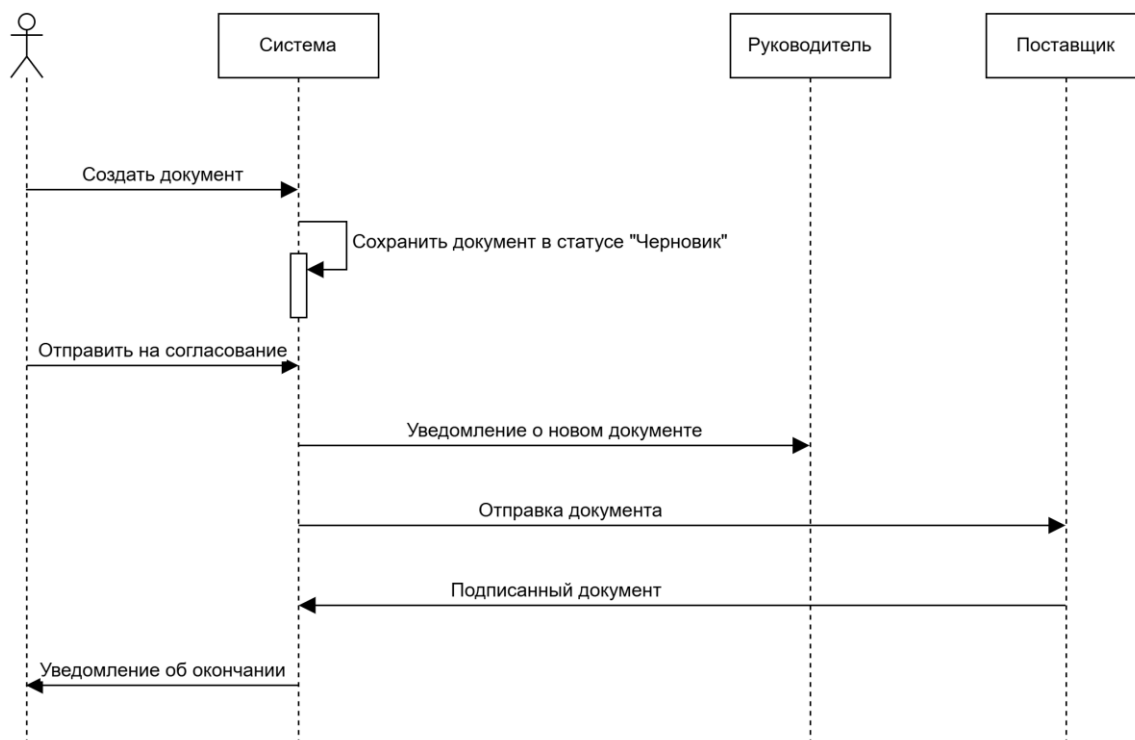 Система
Руководитель
Поставщик
Создать документ
Сохранить документ в статусе "Черновик"
Отправить на согласование
Уведомление о новом документе
Отправка документа
Подписанный документ
Уведомление об окончании